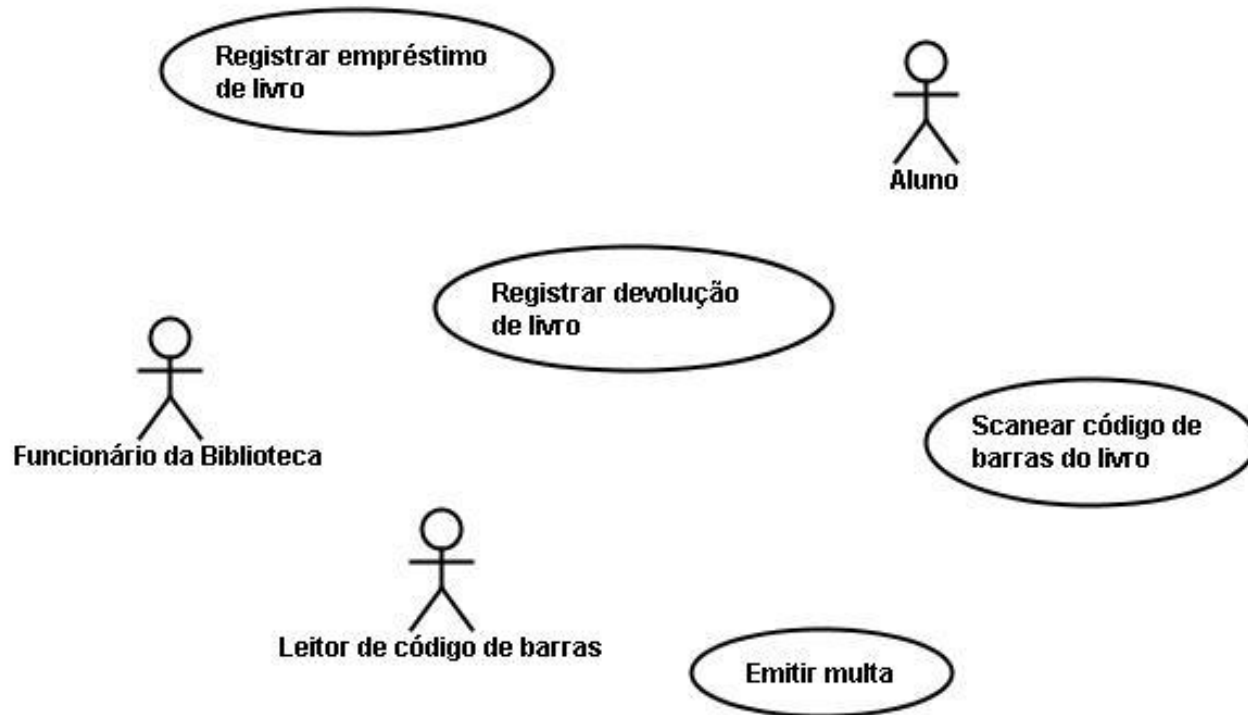 Registrar empréstimo
de livro
Aluno
Registrar devolução
de livro
Funcionário da Biblioteca
Scanear código de
barras do livro
Leitor de código de barras
Emitir multa